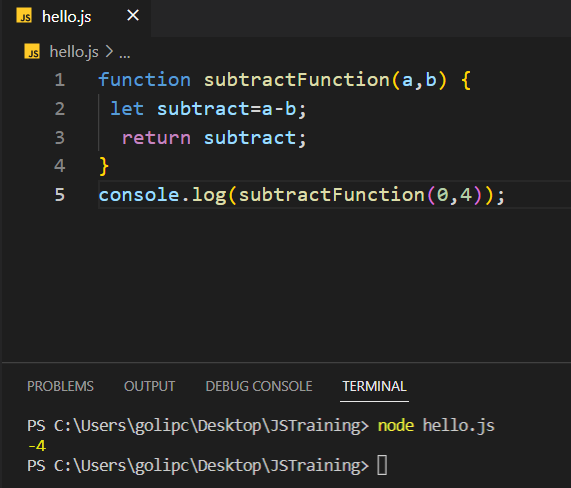 JS hello.js ×
JS hello.js > ...
1 function subtractFunction(a,b) {
2 let subtract=a-b;
3 return subtract;
4 }
5 console.log(subtractFunction(0,4));
PROBLEMS OUTPUT DEBUG CONSOLE TERMINAL
PS C:\Users\golipc\Desktop\JSTraining> node hello.js
-4
PS C:\Users\golipc\Desktop\JSTraining>